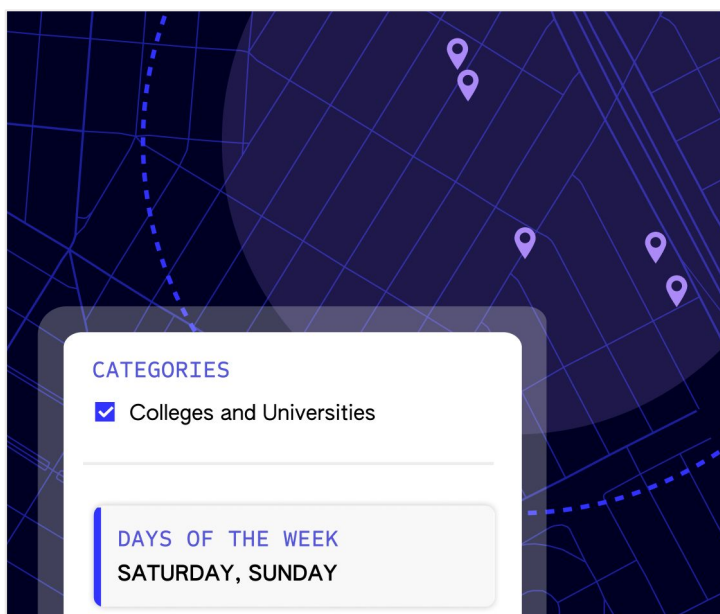 CATEGORIES
Colleges and Universities
DAYS OF THE WEEK
SATURDAY, SUNDAY